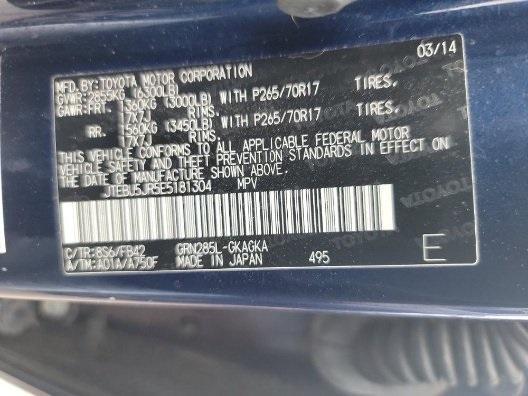 03/14
MFD.BY:TOYOTA MOTOR CORPORATION
GVWR:2855KG (6300LB)
GAWR:FRT. 1360KG (3000LB) WITH P265/70R17 TIRES.
17X7J RIMS.
RR. 1560KG (3450LB) WITH P265/70R17 TIRES.
17X7J RIMS.
THIS VEHICLE CONFORMS TO ALL APPLICABLE FEDERAL MOTOR
VEHICLE SAFETY AND THEFT PREVENTION STANDARDS IN EFFECT ON
THE DATE OF MANUFACTURE SHOWN ABOVE.
JTEBU5JR5E5181304 MPV
C/TR:8S6/FB42 GRN285L-GKAGKA
A/TM:A01A/A750F MADE IN JAPAN 495
E